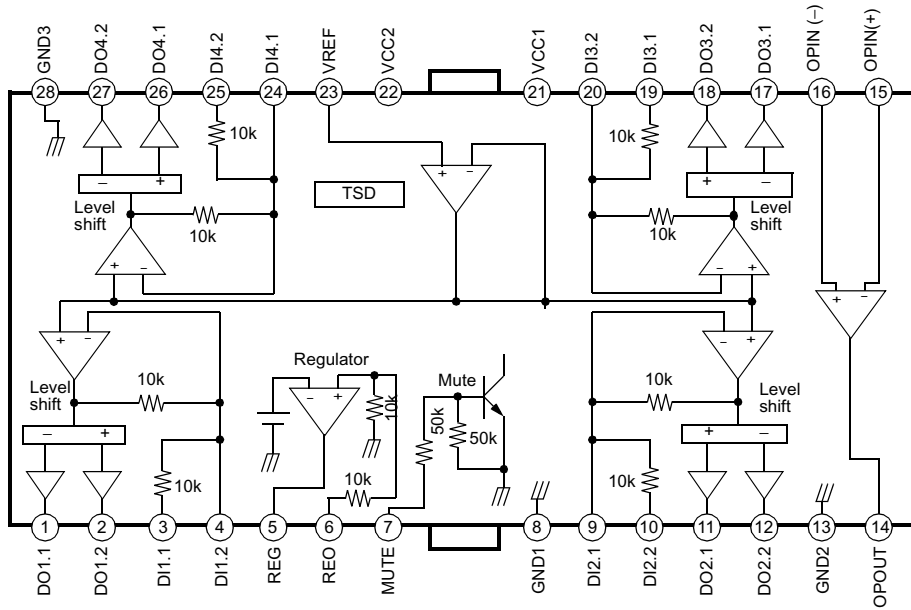 GND3 DO4.2 DO4.1 DI4.2 DI4.1 VREF VCC2 VCC1 DI3.2 DI3.1 DO3.2 DO3.1 OPIN (–) OPIN(+)
28 27 26 25 24 23 22 21 20 19 18 17 16 15
10k 10k
+ –
– + TSD + –
Level shift
Level shift
10k 10k
+ – – +
+ –
+ – – +
Regulator
Level shift
10k
– +
10k
Mute
10k
Level shift
50k
50k
– + + –
10k
10k
10k
1 2 3 4 5 6 7 8 9 10 11 12 13 14
DO1.1 DO1.2 DI1.1 DI1.2 REG REO MUTE GND1 DI2.1 DI2.2 DO2.1 DO2.2 GND2 OPOUT